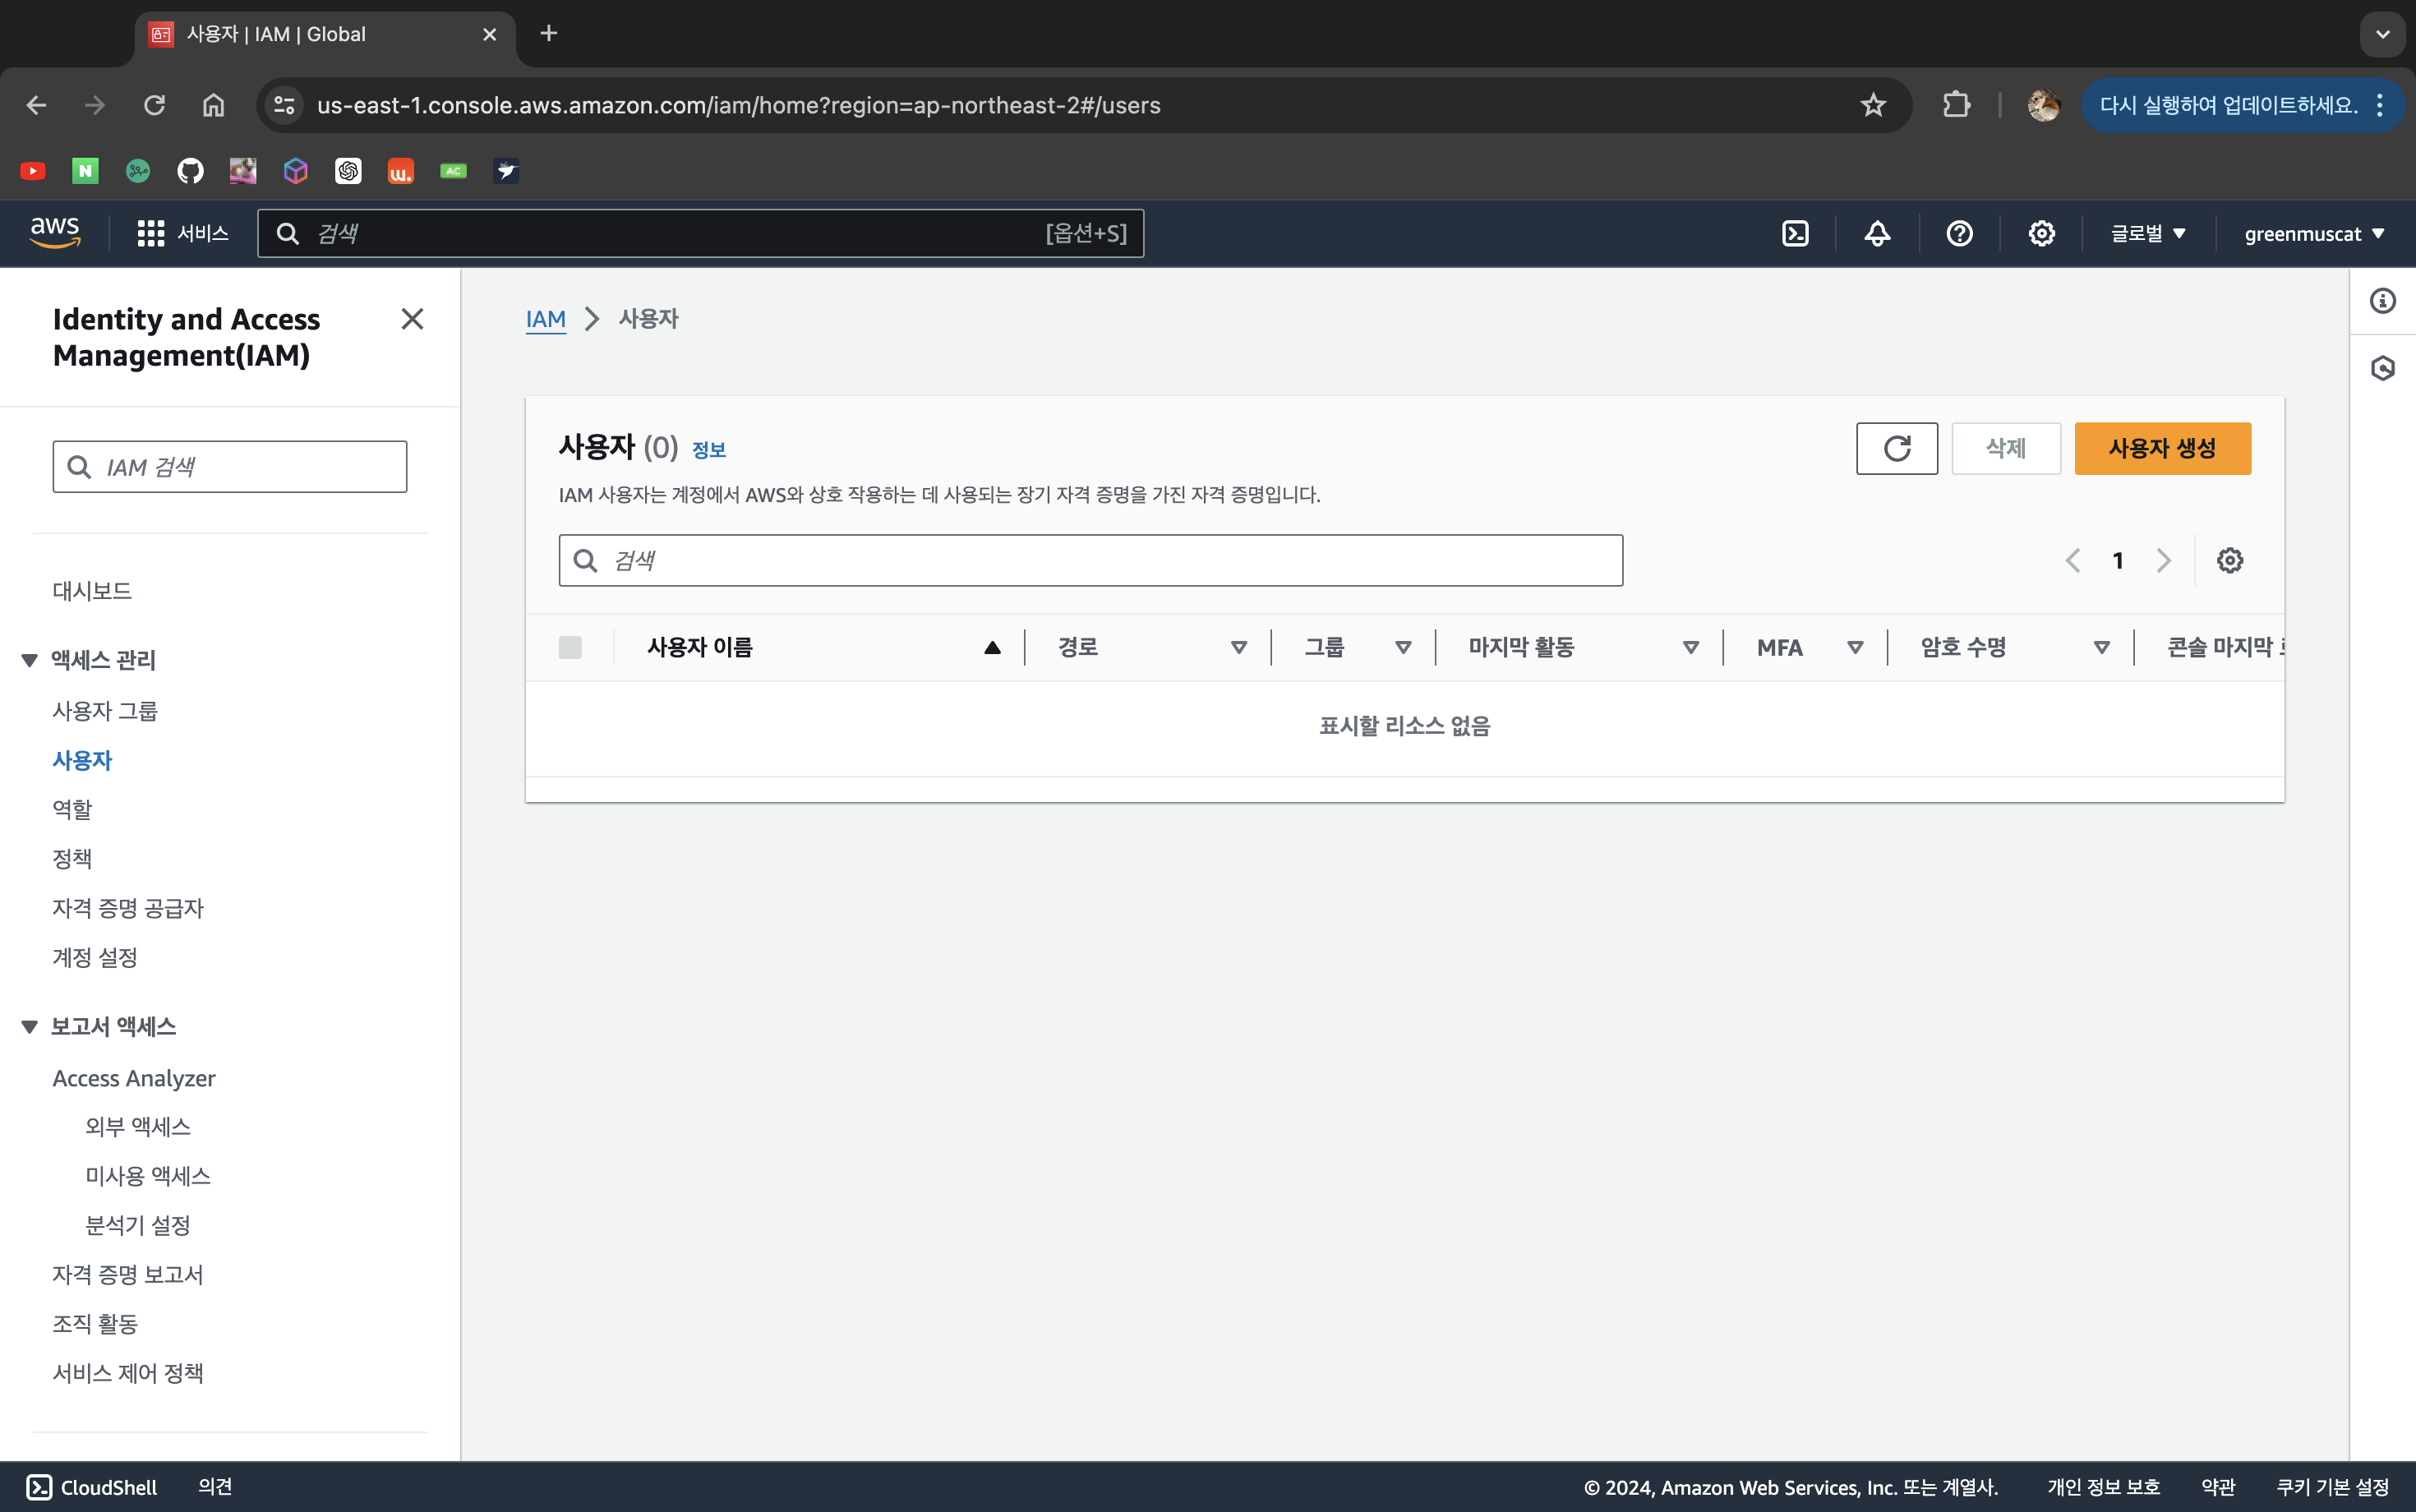 사용자 | IAM | Global
us-east-1.console.aws.amazon.com/iam/home?region=ap-northeast-2#/users
다시 실행하여 업데이트하세요.
N
w.
AC
aws
서비스
검색
[옵션+S]
글로벌
greenmuscat
Identity and Access
Management(IAM)
IAM 검색
대시보드
액세스 관리
사용자 그룹
사용자
역할
정책
자격 증명 공급자
계정 설정
보고서 액세스
Access Analyzer
외부 액세스
미사용 액세스
분석기 설정
자격 증명 보고서
조직 활동
서비스 제어 정책
IAM
사용자
사용자 (0) 정보
삭제
사용자 생성
IAM 사용자는 계정에서 AWS와 상호 작용하는 데 사용되는 장기 자격 증명을 가진 자격 증명입니다.
검색
1
사용자 이름
경로
그룹
마지막 활동
MFA
암호 수명
콘솔 마지막
표시할 리소스 없음
CloudShell
의견
© 2024, Amazon Web Services, Inc. 또는 계열사.
개인 정보 보호
약관
쿠키 기본 설정